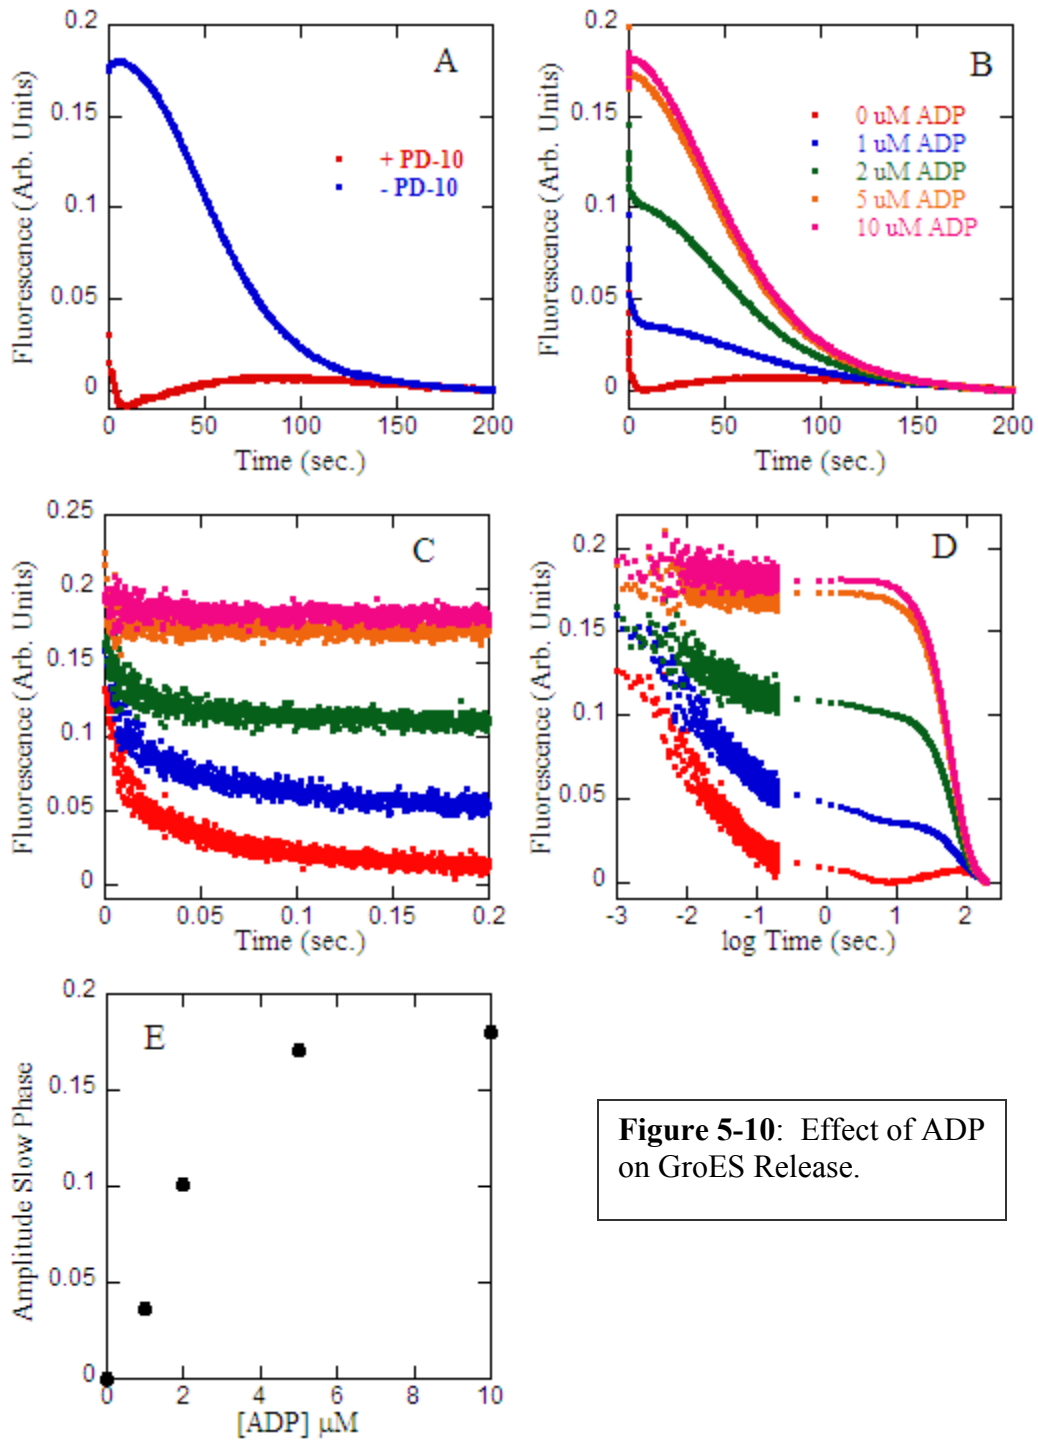 0.2
0.15
0.1
0.05
0
Fluorescence (Arb. Units)
A
+ PD-10
- PD-10
0 50 100 150 200
Time (sec.)
0.2
0.15
0.1
0.05
0
Fluorescence (Arb. Units)
B
0 uM ADP
1 uM ADP
2 uM ADP
5 uM ADP
10 uM ADP
0 50 100 150 200
Time (sec.)
0.25
0.2
0.15
0.1
0.05
0
Fluorescence (Arb. Units)
C
0 0.05 0.1 0.15 0.2
Time (sec.)
0.2
0.15
0.1
0.05
0
Fluorescence (Arb. Units)
D
-3 -2 -1 0 1 2
log Time (sec.)
0.2
0.15
0.1
0.05
0
Amplitude Slow Phase
E
0 2 4 6 8 10
[ADP] μM
Figure 5-10: Effect of ADP
on GroES Release.